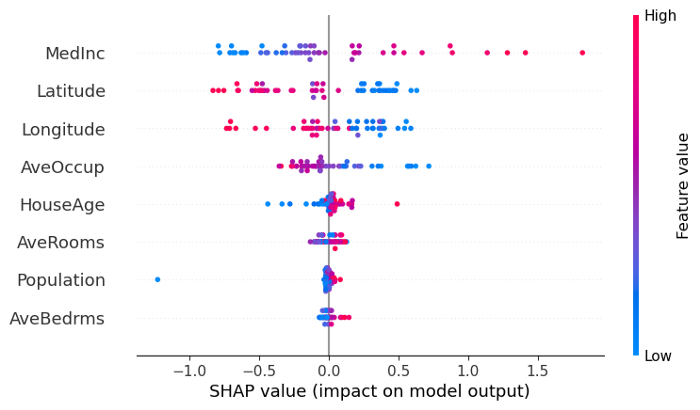 High
MedInc
Latitude
Longitude
AveOccup
HouseAge
AveRooms
Population
AveBedrms
Feature value
Low
−1.0 −0.5 0.0 0.5 1.0 1.5
SHAP value (impact on model output)